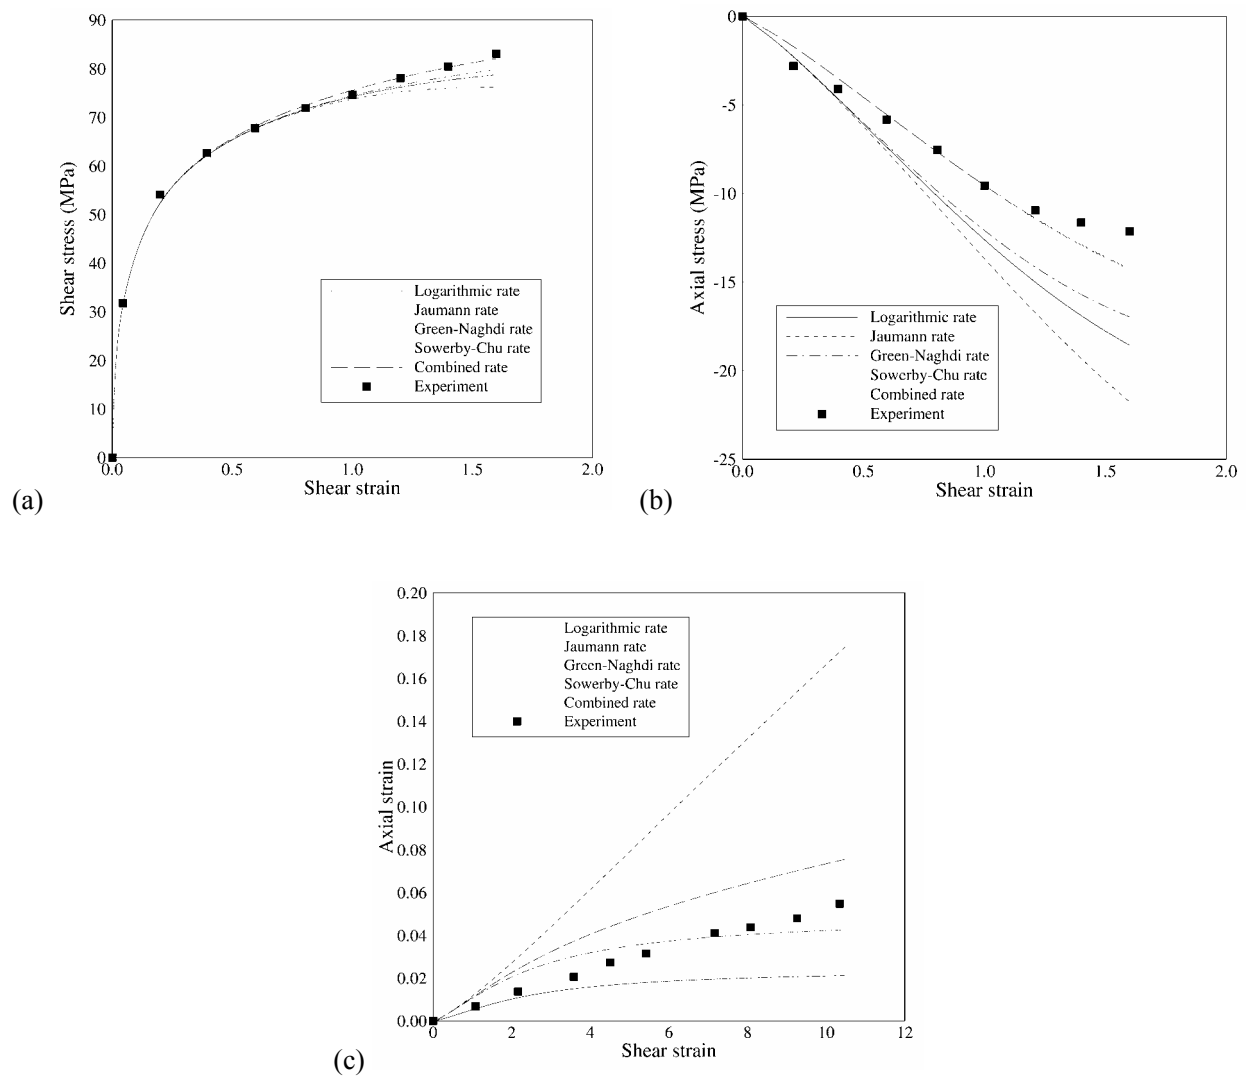 90
80
70
60
50
40
30
20
10
0
Shear stress (MPa)
Logarithmic rate
Jaumann rate
Green-Naghdi rate
Sowerby-Chu rate
Combined rate
Experiment
0.0 0.5 1.0 1.5 2.0
Shear strain
(a)
0
-5
-10
-15
-20
-25
Axial stress (MPa)
Logarithmic rate
Jaumann rate
Green-Naghdi rate
Sowerby-Chu rate
Combined rate
Experiment
0.0 0.5 1.0 1.5 2.0
Shear strain
(b)
0.20
0.18
0.16
0.14
0.12
0.10
0.08
0.06
0.04
0.02
0.00
Axial strain
Logarithmic rate
Jaumann rate
Green-Naghdi rate
Sowerby-Chu rate
Combined rate
Experiment
0 2 4 6 8 10 12
Shear strain
(c)